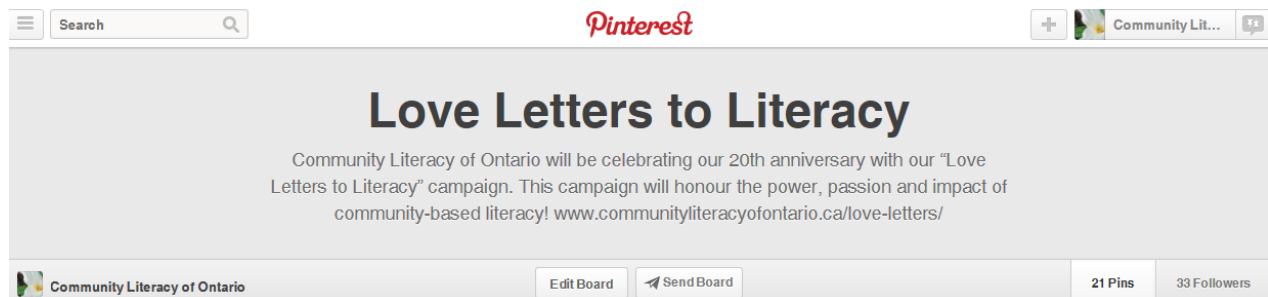 Search
Pinterest
Community Lit...
Love Letters to Literacy
Community Literacy of Ontario will be celebrating our 20th anniversary with our “Love
Letters to Literacy” campaign. This campaign will honour the power, passion and impact of
community-based literacy! www.communityliteracyofontario.ca/love-letters/
Community Literacy of Ontario
Edit Board
Send Board
21 Pins
33 Followers